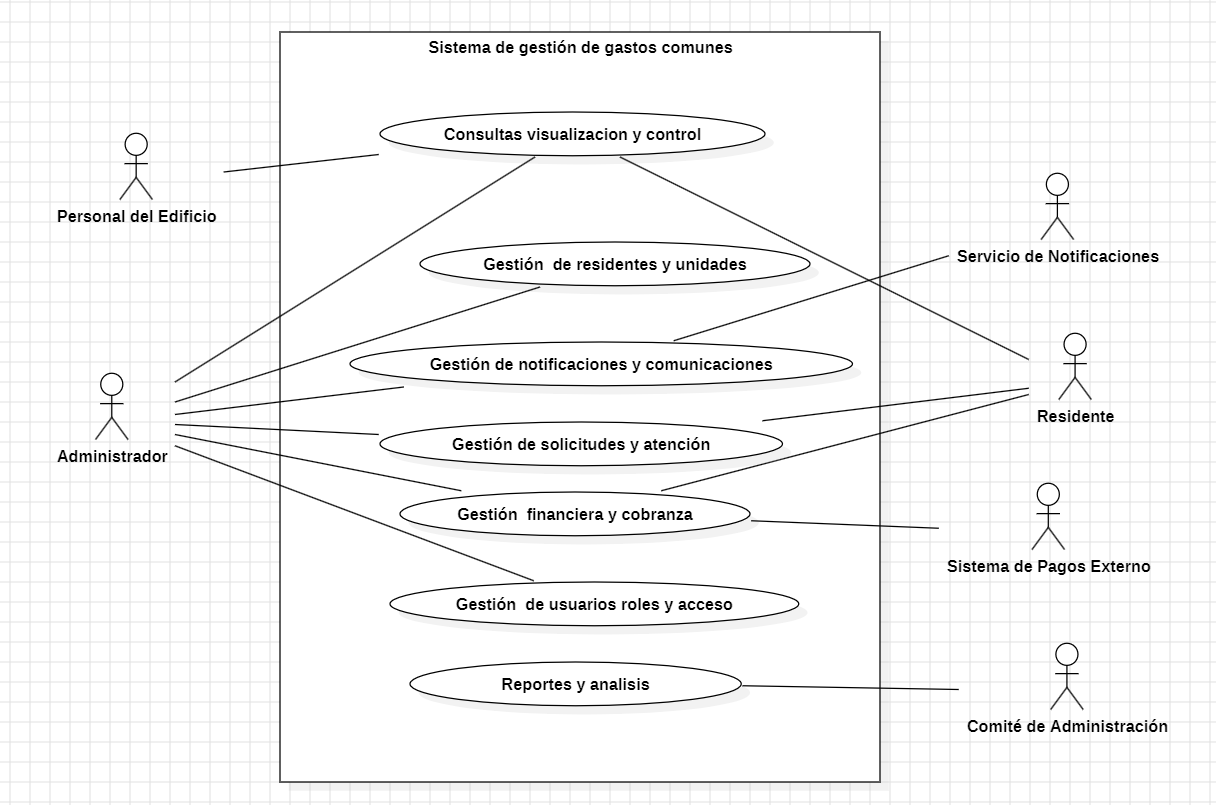 Sistema de gestión de gastos comunes
Consultas visualizacion y control
Personal del Edificio
Servicio de Notificaciones
Gestión  de residentes y unidades
Gestión de notificaciones y comunicaciones
Residente
Administrador
Gestión de solicitudes y atención
Gestión  financiera y cobranza
Sistema de Pagos Externo
Gestión  de usuarios roles y acceso
Reportes y analisis
Comité de Administración